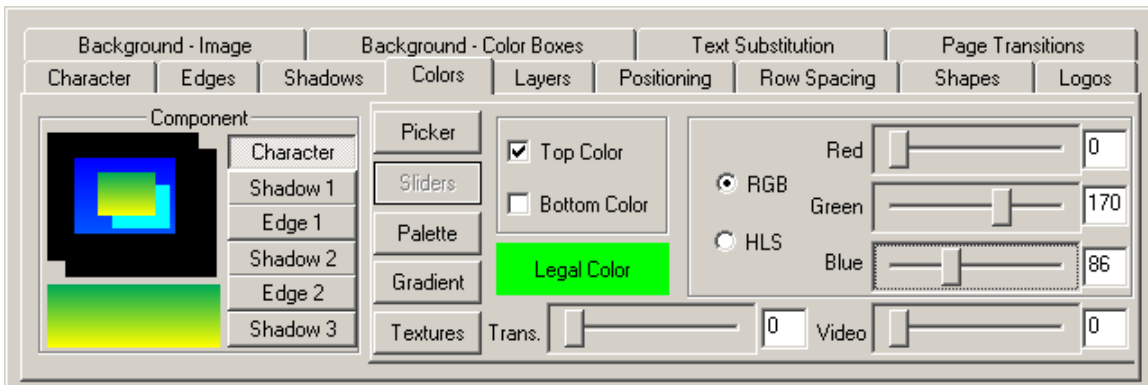 Background - Image Background - Color Boxes Text Substitution Page Transitions
Character Edges Shadows Colors Layers Positioning Row Spacing Shapes Logos
Component
Character
Shadow 1
Edge 1
Shadow 2
Edge 2
Shadow 3
Picker
Sliders
Palette
Gradient
Textures
Top Color
Bottom Color
Legal Color
RGB
HLS
Red 0
Green 170
Blue 86
Trans. 0 Video 0